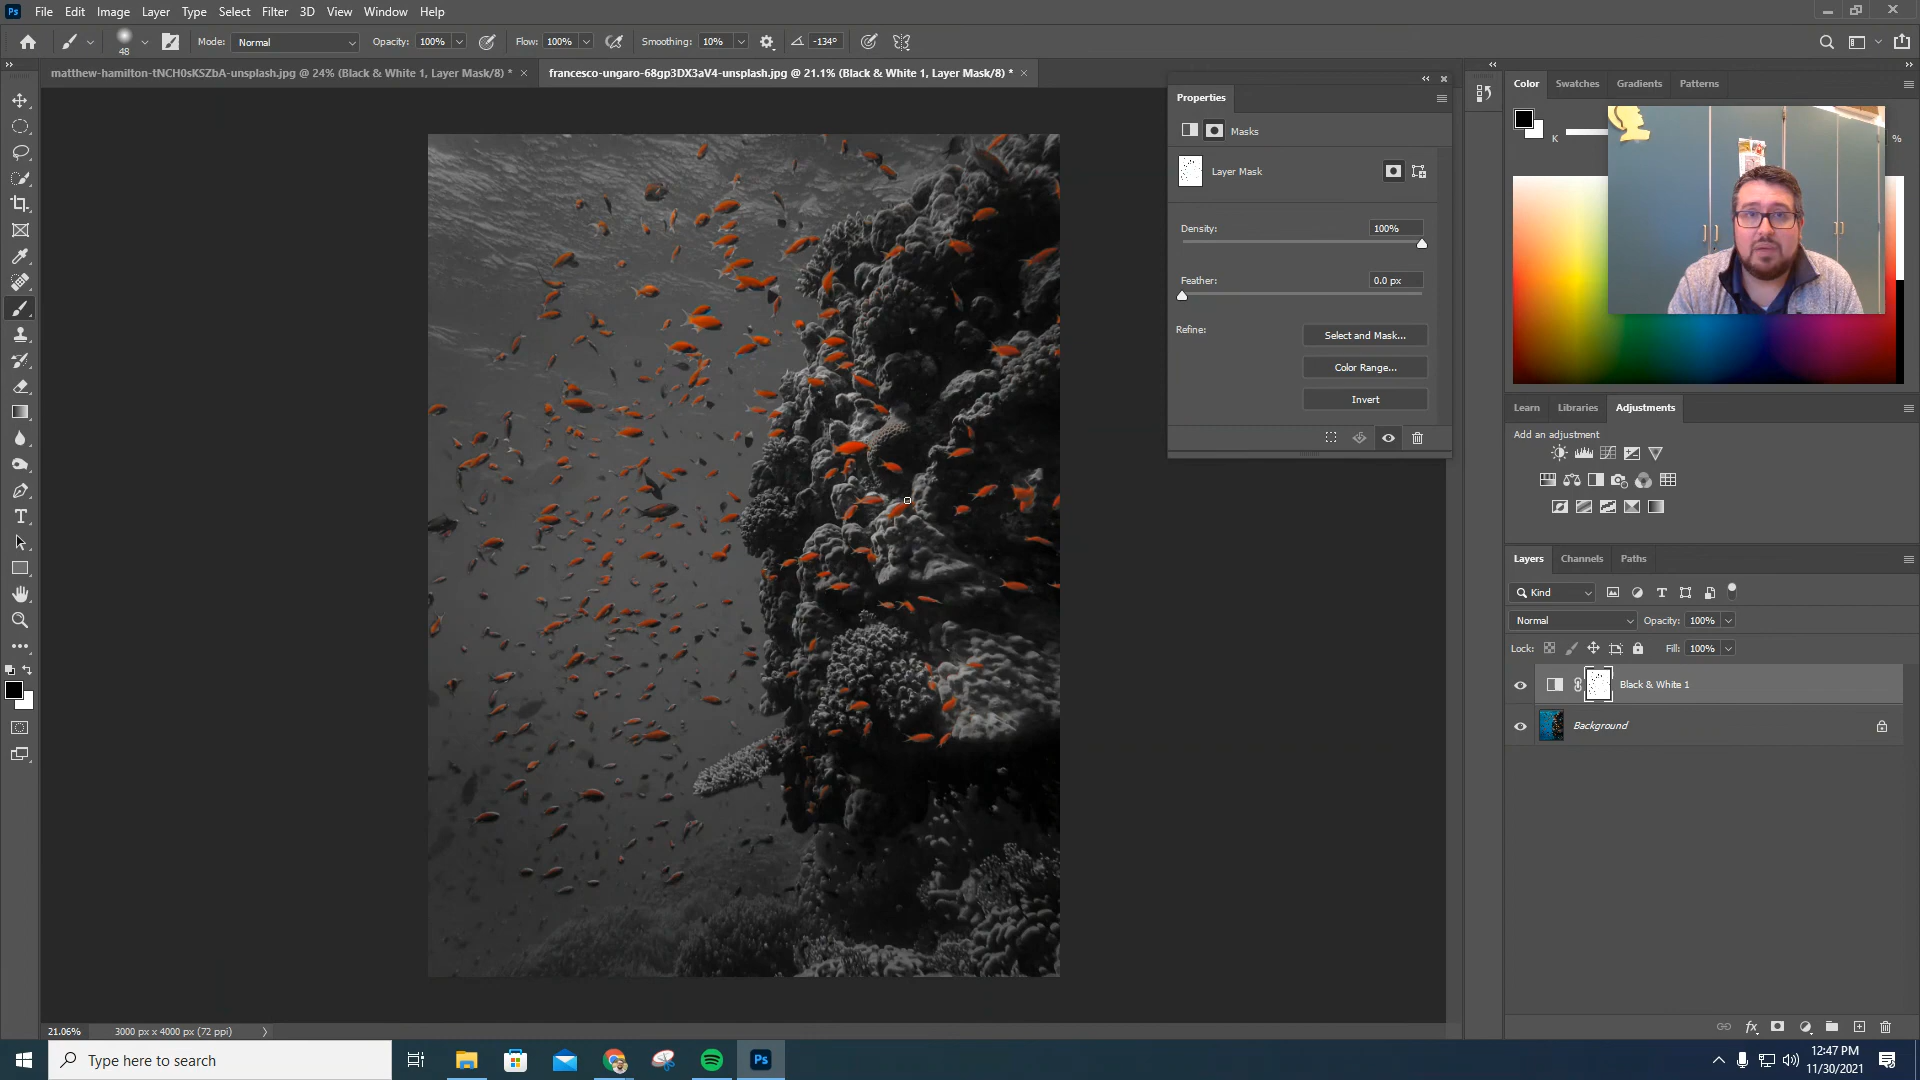 Ps File Edit Image Layer Type Select Filter 3D View Window Help
48 Mode: Normal Opacity: 100% Flow: 100% Smoothing: 10% -134°
matthew-hamilton-tNCH0sKSZbA-unsplash.jpg @ 24% (Black & White 1, Layer Mask/8) * × francesco-ungaro-68gp3DX3aV4-unsplash.jpg @ 21.1% (Black & White 1, Layer Mask/8) * ×
Properties
Masks
Layer Mask
Density: 100%
Feather: 0.0 px
Refine:
Select and Mask...
Color Range...
Invert
Color Swatches Gradients Patterns
K %
Learn Libraries Adjustments
Add an adjustment
Layers Channels Paths
Kind
Normal Opacity: 100%
Lock: Fill: 100%
Black & White 1
Background
21.06% 3000 px x 4000 px (72 ppi)
Type here to search
Ps
12:47 PM
11/30/2021